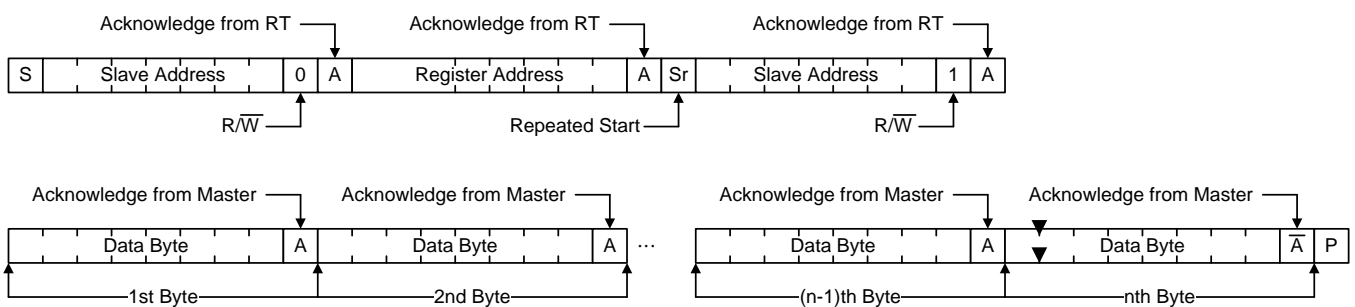 Acknowledge from RT Acknowledge from RT Acknowledge from RT
S Slave Address 0 A Register Address A Sr Slave Address 1 A
R/W̅ Repeated Start R/W̅
Acknowledge from Master Acknowledge from Master Acknowledge from Master Acknowledge from Master
Data Byte A Data Byte A ... Data Byte A Data Byte A̅ P
1st Byte 2nd Byte (n-1)th Byte nth Byte